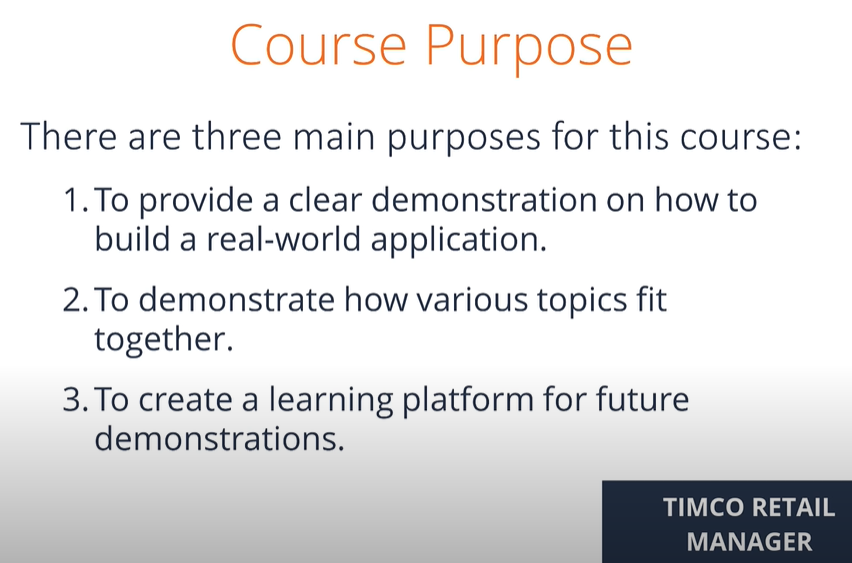 Course Purpose
There are three main purposes for this course:
1. To provide a clear demonstration on how to
build a real-world application.
2. To demonstrate how various topics fit
together.
3. To create a learning platform for future
demonstrations.
TIMCO RETAIL
MANAGER